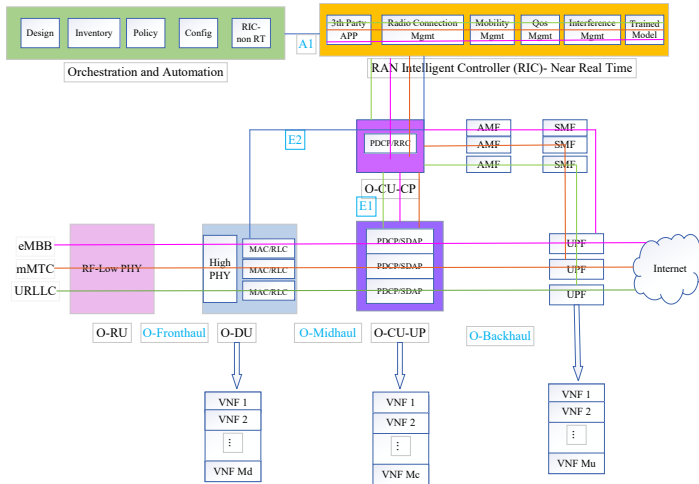 Design
Inventory
Policy
Config
RIC-
non RT
Orchestration and Automation
A1
3th Party
APP
Radio Connection
Mgmt
Mobility
Mgmt
Qos
Mgmt
Interference
Mgmt
Trained
Model
RAN Intelligent Controller (RIC)- Near Real Time
E2
PDCP/RRC
O-CU-CP
E1
AMF
SMF
AMF
SMF
AMF
SMF
eMBB
mMTC
URLLC
RF-Low PHY
High
PHY
MAC/RLC
MAC/RLC
MAC/RLC
PDCP/SDAP
PDCP/SDAP
PDCP/SDAP
UPF
UPF
UPF
Internet
O-RU
O-Fronthaul
O-DU
O-Midhaul
O-CU-UP
O-Backhaul
VNF 1
VNF 2
⋮
VNF Md
VNF 1
VNF 2
⋮
VNF Mc
VNF 1
VNF 2
⋮
VNF Mu